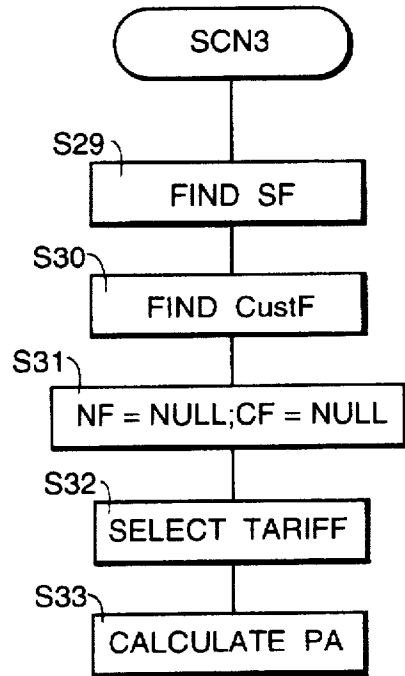 SCN3
S29
FIND SF
S30
FIND CustF
S31
NF = NULL;CF = NULL
S32
SELECT TARIFF
S33
CALCULATE PA